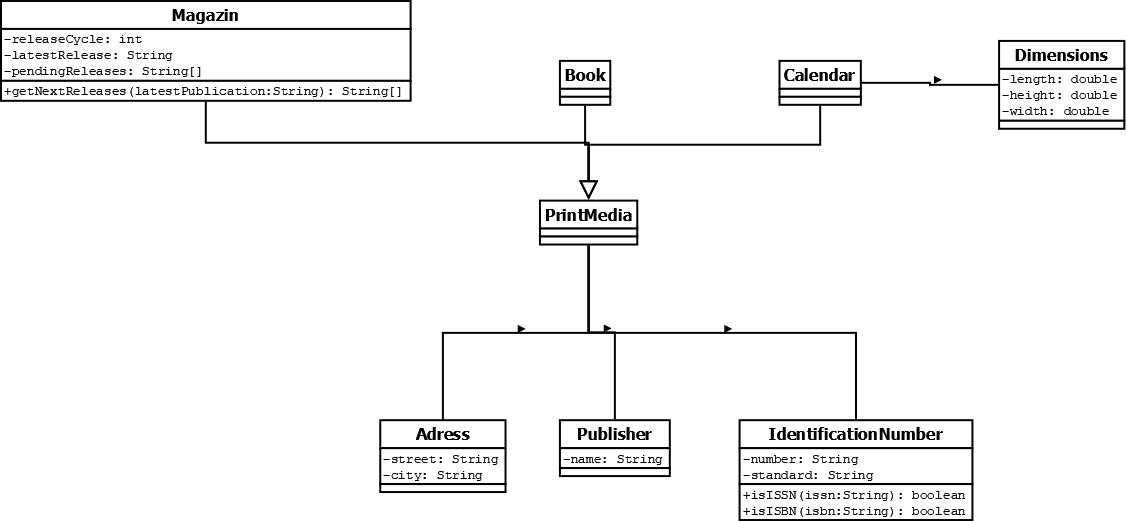 Magazin
-releaseCycle: int
-latestRelease: String
-pendingReleases: String[]
+getNextReleases(latestPublication:String): String[]
Book
Calendar
Dimensions
-length: double
-height: double
-width: double
PrintMedia
Adress
-street: String
-city: String
Publisher
-name: String
IdentificationNumber
-number: String
-standard: String
+isISSN(issn:String): boolean
+isISBN(isbn:String): boolean